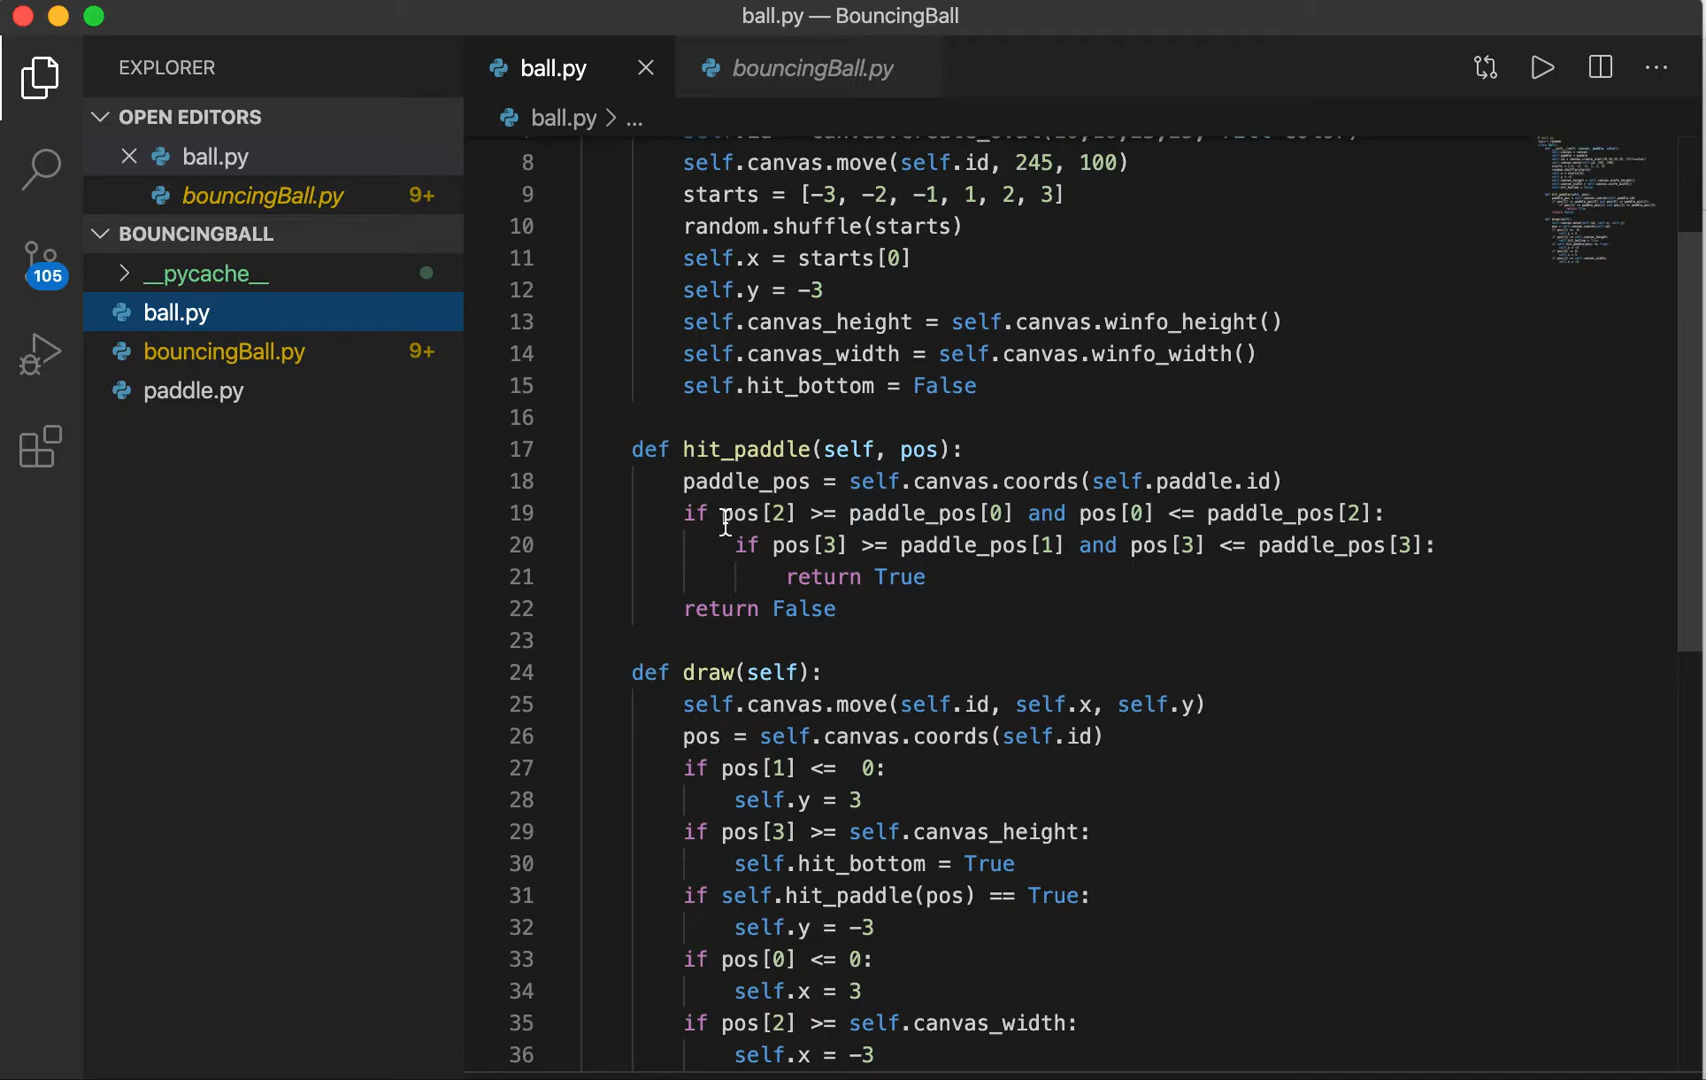 ball.py — BouncingBall
EXPLORER
OPEN EDITORS
ball.py
bouncingBall.py 9+
BOUNCINGBALL
__pycache__
ball.py
bouncingBall.py 9+
paddle.py
105
ball.py
bouncingBall.py
ball.py > ...
8 self.canvas.move(self.id, 245, 100)
9 starts = [-3, -2, -1, 1, 2, 3]
10 random.shuffle(starts)
11 self.x = starts[0]
12 self.y = -3
13 self.canvas_height = self.canvas.winfo_height()
14 self.canvas_width = self.canvas.winfo_width()
15 self.hit_bottom = False
16
17 def hit_paddle(self, pos):
18 paddle_pos = self.canvas.coords(self.paddle.id)
19 if pos[2] >= paddle_pos[0] and pos[0] <= paddle_pos[2]:
20 if pos[3] >= paddle_pos[1] and pos[3] <= paddle_pos[3]:
21 return True
22 return False
23
24 def draw(self):
25 self.canvas.move(self.id, self.x, self.y)
26 pos = self.canvas.coords(self.id)
27 if pos[1] <=  0:
28 self.y = 3
29 if pos[3] >= self.canvas_height:
30 self.hit_bottom = True
31 if self.hit_paddle(pos) == True:
32 self.y = -3
33 if pos[0] <= 0:
34 self.x = 3
35 if pos[2] >= self.canvas_width:
36 self.x = -3